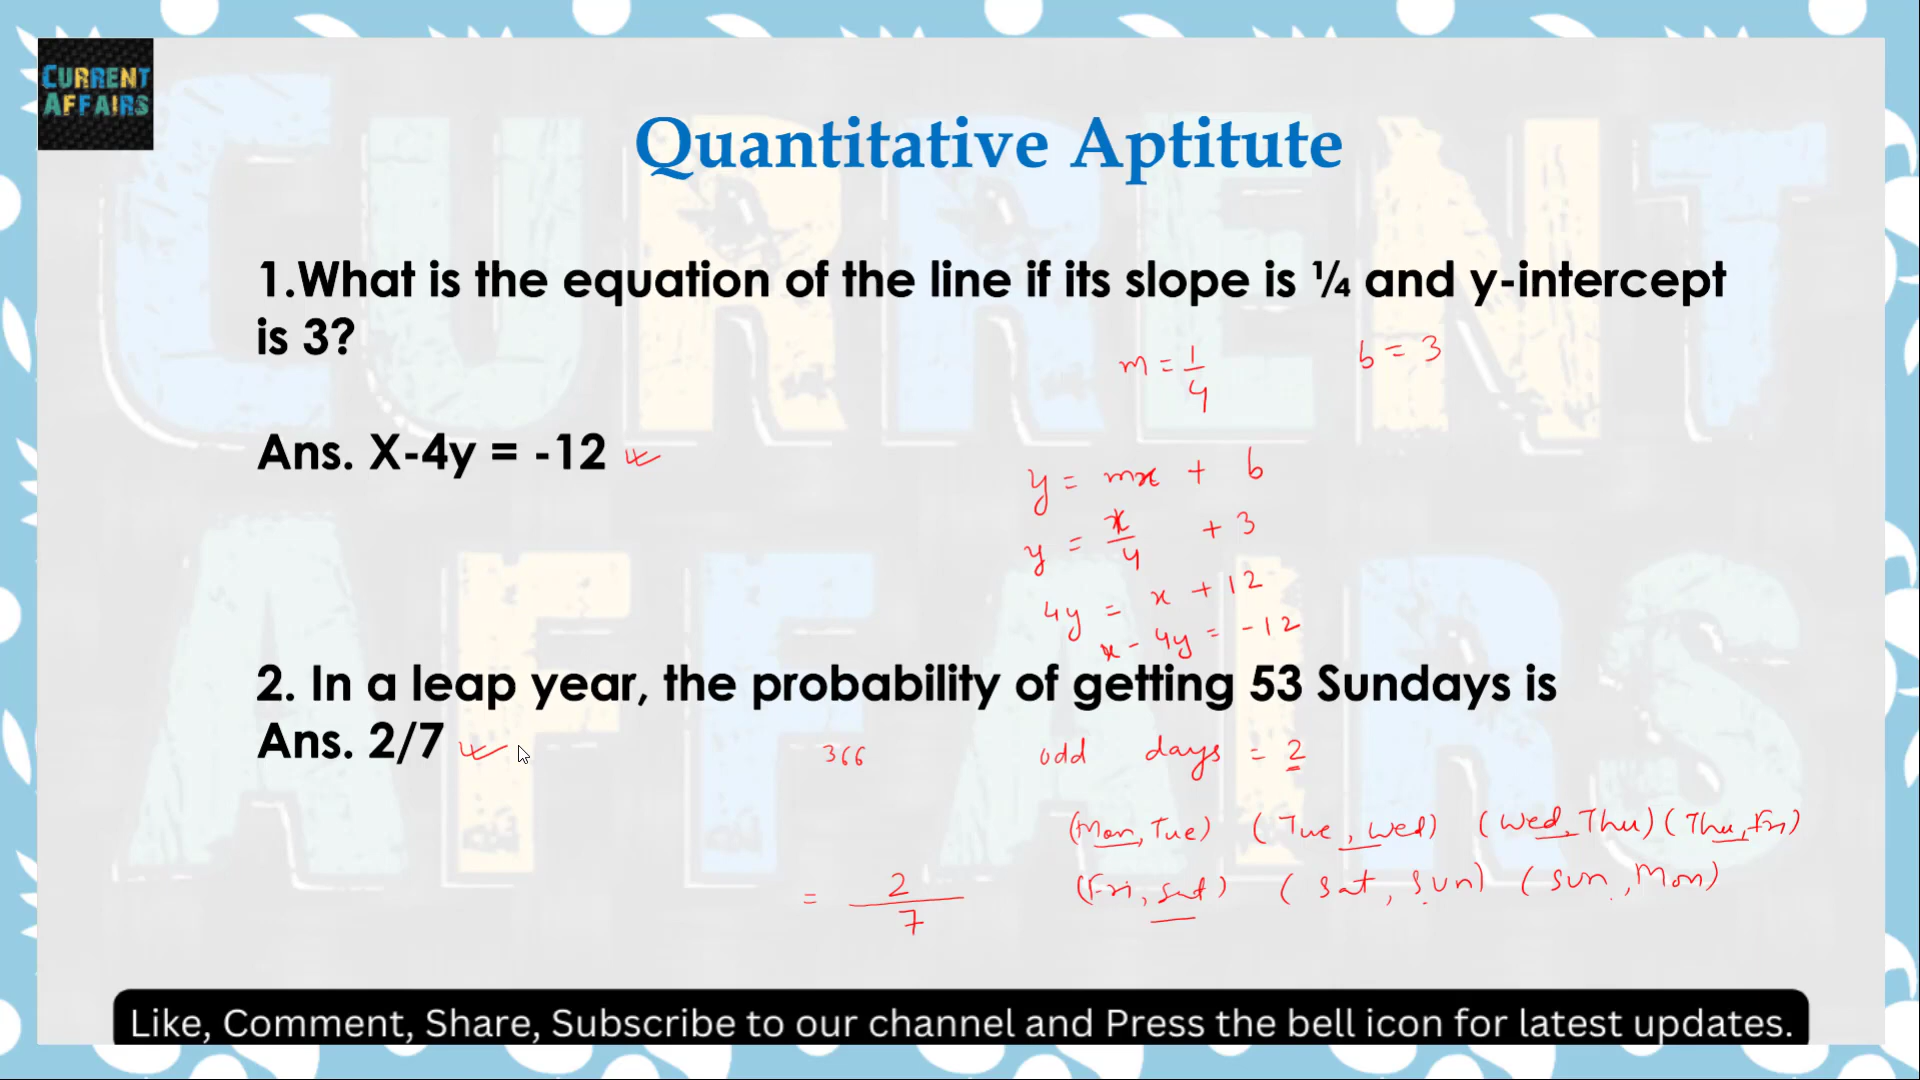 CURRENT
AFFAIRS
Quantitative Aptitute
1.What is the equation of the line if its slope is ¼ and y-intercept
is 3?
m = 1/4 b = 3
Ans. X-4y = -12
y = mx + b
y = x/4 + 3
4y = x + 12
x - 4y = -12
2. In a leap year, the probability of getting 53 Sundays is
Ans. 2/7
366 odd days = 2
(Mon, Tue) (Tue, Wed) (Wed, Thu) (Thu, Fri)
(Fri, Sat) (Sat, Sun) (Sun, Mon)
= 2/7
CURRENT
AFFAIRS
Like, Comment, Share, Subscribe to our channel and Press the bell icon for latest updates.